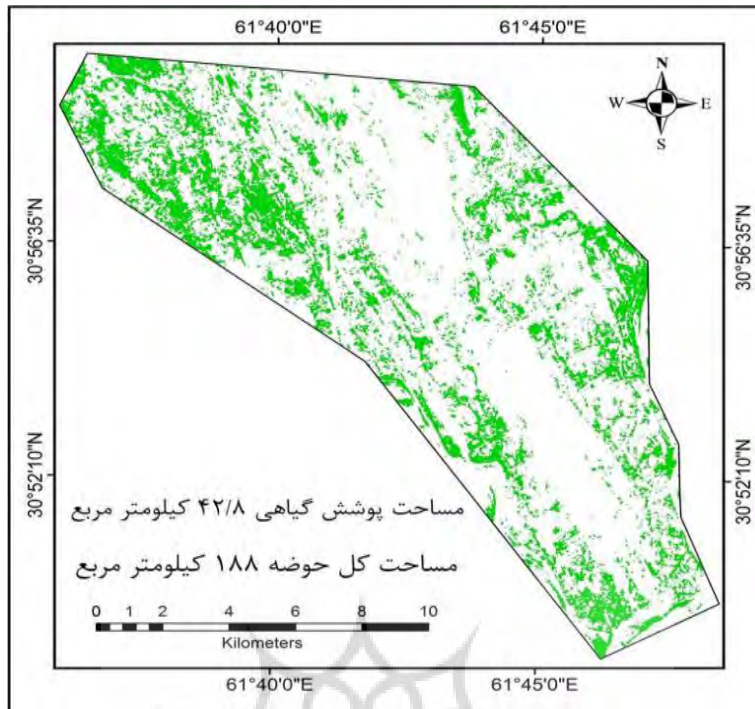 61°40'0"E 61°45'0"E
N
W E
S
30°56'35"N 30°56'35"N
30°52'10"N 30°52'10"N
مساحت پوشش گیاهی ۴۲/۸ کیلومتر مربع
مساحت کل حوضه ۱۸۸ کیلومتر مربع
0 1 2 4 6 8 10
Kilometers
61°40'0"E 61°45'0"E